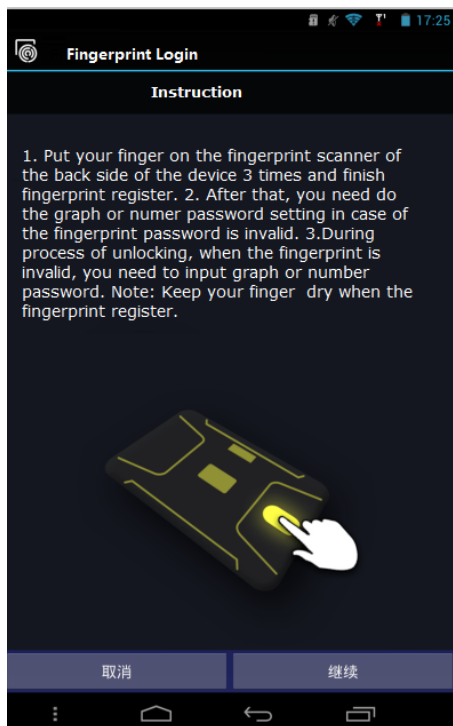 17:25
Fingerprint Login
Instruction
1. Put your finger on the fingerprint scanner of
the back side of the device 3 times and finish
fingerprint register. 2. After that, you need do
the graph or numer password setting in case of
the fingerprint password is invalid. 3.During
process of unlocking, when the fingerprint is
invalid, you need to input graph or number
password. Note: Keep your finger  dry when the
fingerprint register.
取消 继续